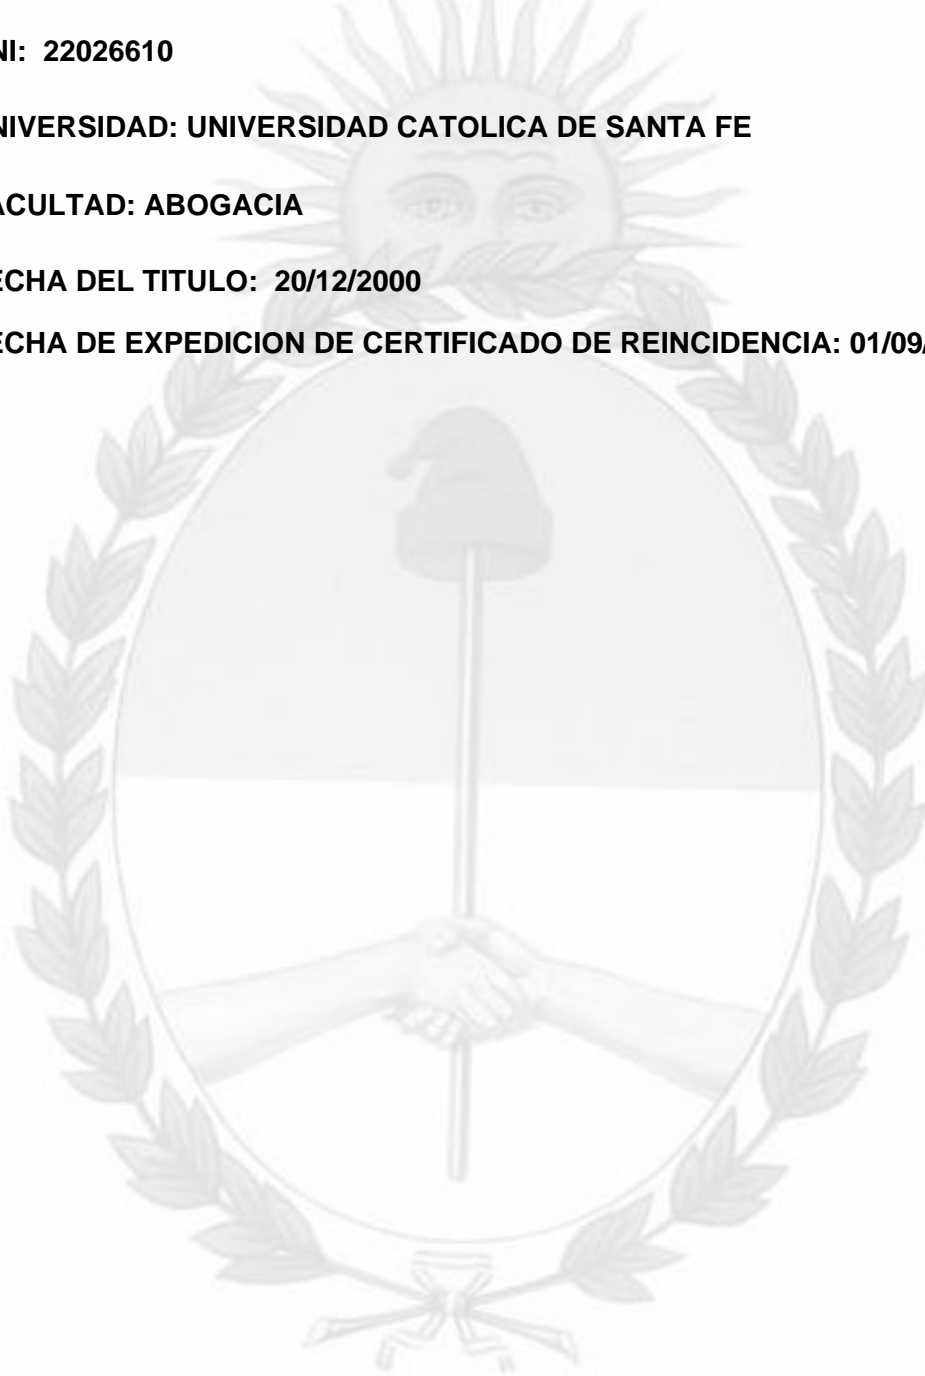 NI: 22026610
NIVERSIDAD: UNIVERSIDAD CATOLICA DE SANTA FE
ACULTAD: ABOGACIA
ECHA DEL TITULO: 20/12/2000
ECHA DE EXPEDICION DE CERTIFICADO DE REINCIDENCIA: 01/09/